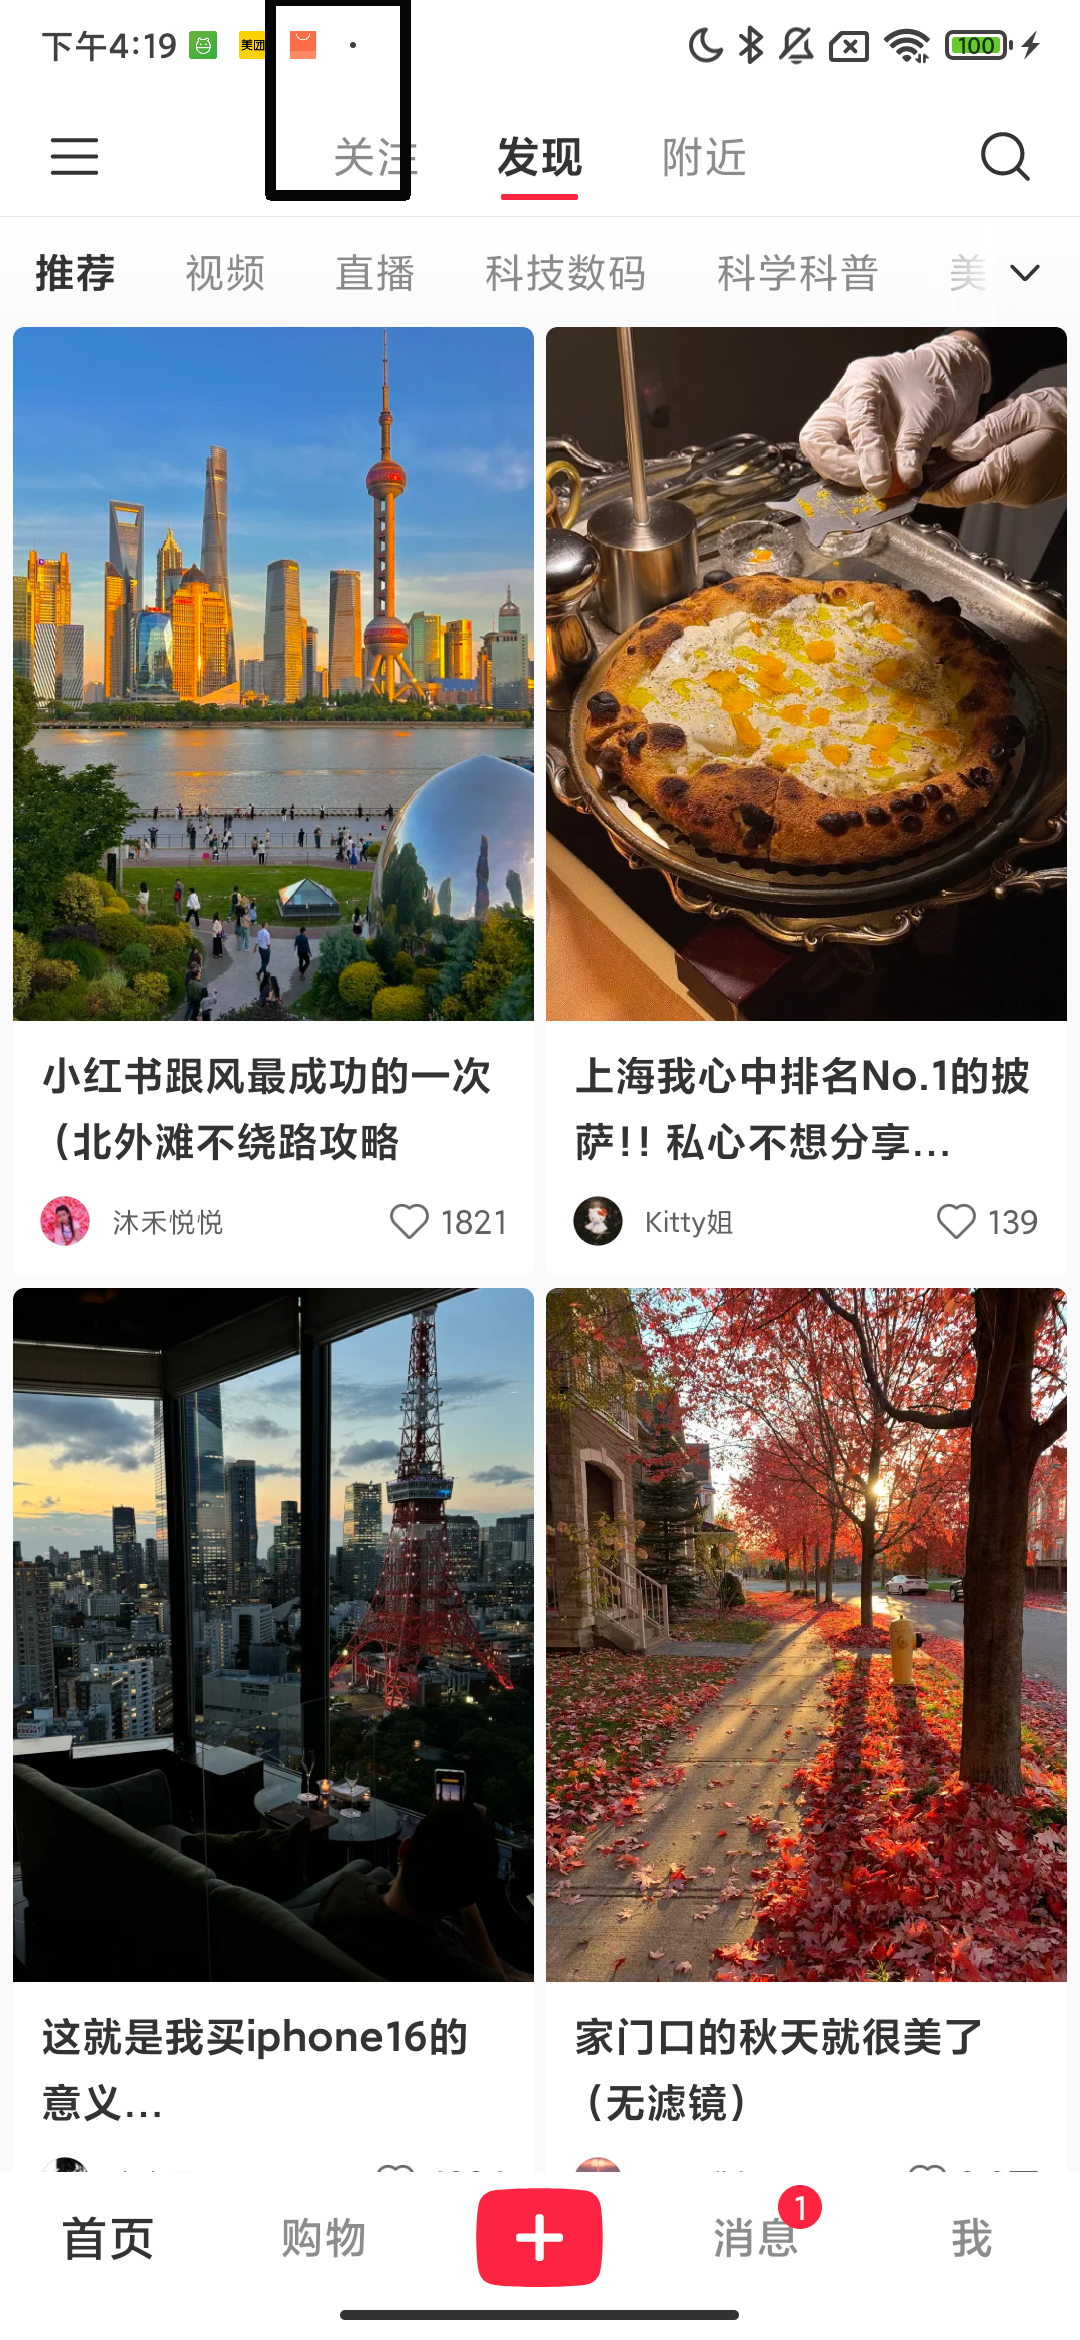 下午4:19 美团 100
关注 发现 附近
推荐 视频 直播 科技数码 科学科普 美
小红书跟风最成功的一次
（北外滩不绕路攻略
沐禾悦悦 1821
上海我心中排名No.1的披
萨!! 私心不想分享...
Kitty姐 139
这就是我买iphone16的
意义...
家门口的秋天就很美了
（无滤镜）
首页 购物 消息 1 我